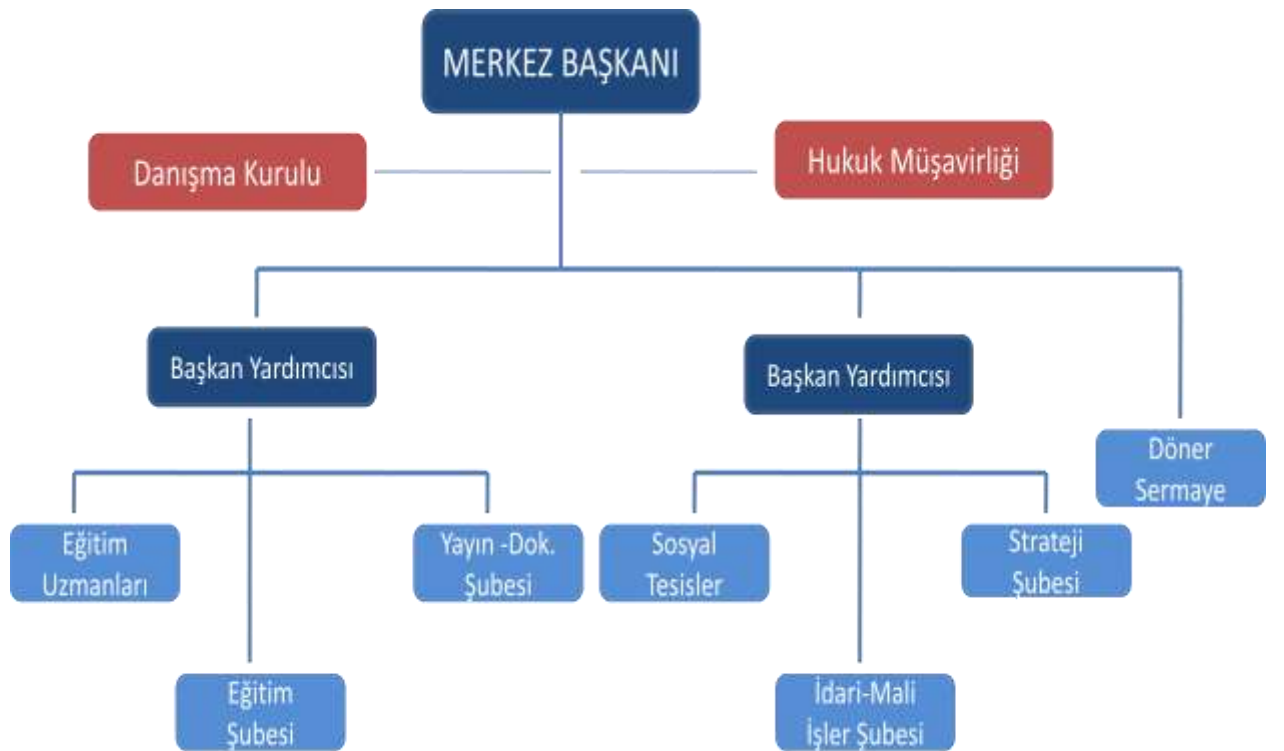 MERKEZ BAŞKANI
Danışma Kurulu
Hukuk Müşavirliği
Başkan Yardımcısı
Başkan Yardımcısı
Döner
Sermaye
Eğitim
Uzmanları
Yayın -Dok.
Şubesi
Sosyal
Tesisler
Strateji
Şubesi
Eğitim
Şubesi
İdari-Mali
İşler Şubesi